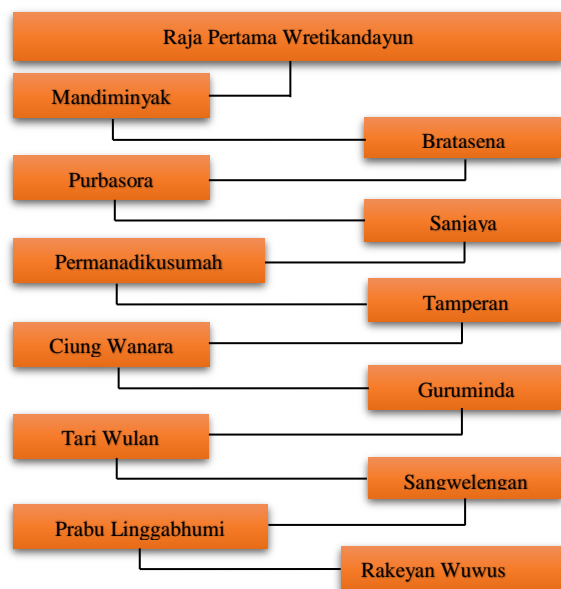 Raja Pertama Wretikandayun
Mandiminyak
Bratasena
Purbasora
Sanjaya
Permanadikusumah
Tamperan
Ciung Wanara
Guruminda
Tari Wulan
Sangwelengan
Prabu Linggabhumi
Rakeyan Wuwus